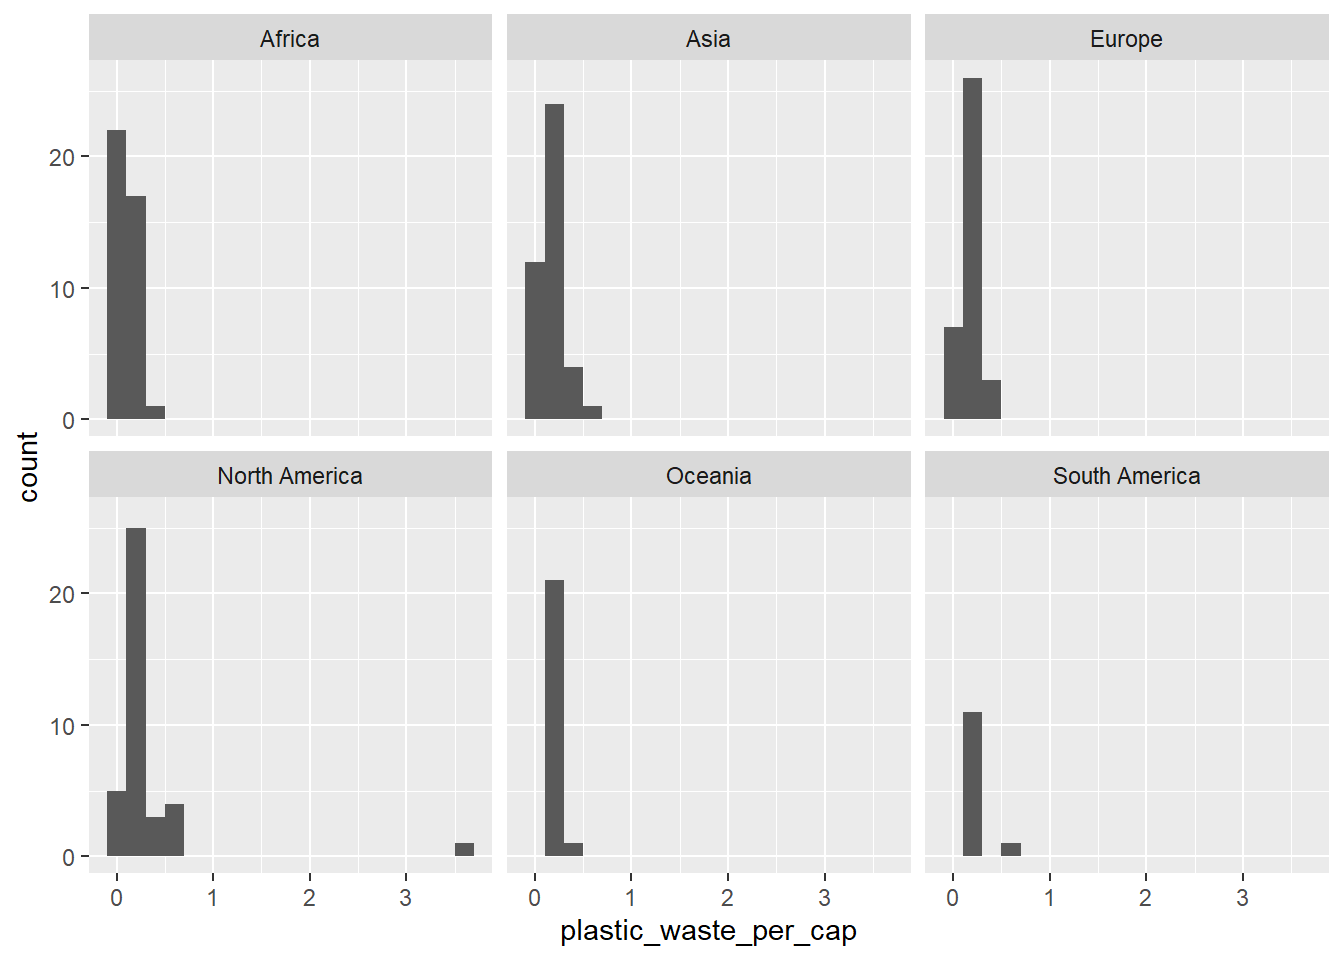 Africa
Asia
Europe
20
10
0
North America
Oceania
South America
20
10
0
count
0 1 2 3
0 1 2 3
0 1 2 3
plastic_waste_per_cap